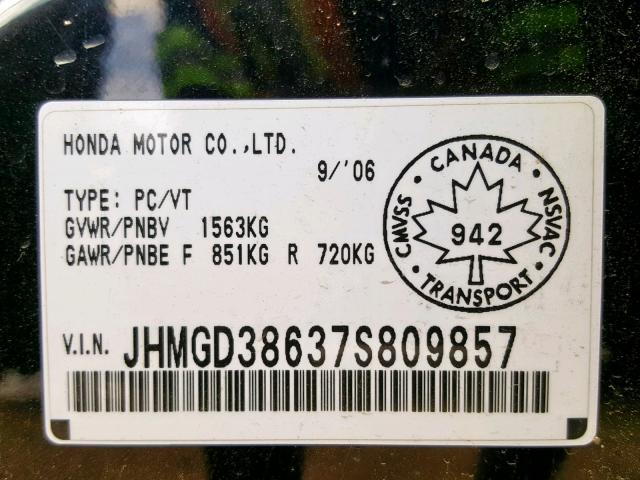 HONDA MOTOR CO.,LTD.
9/'06
TYPE: PC/VT
GVWR/PNBV 1563KG
GAWR/PNBE F 851KG R 720KG
CANADA
CMVSS
942
NSVAC
TRANSPORT
V.I.N. JHMGD38637S809857